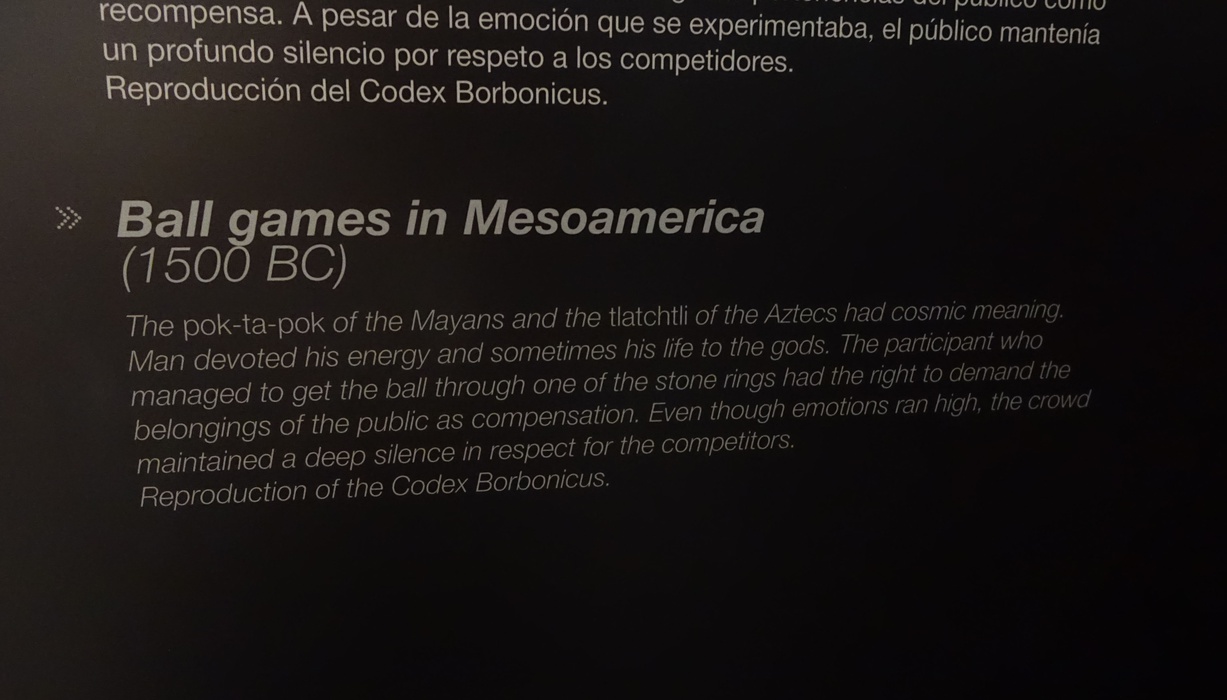 público como
recompensa. A pesar de la emoción que se experimentaba, el público mantenía
un profundo silencio por respeto a los competidores.
Reproducción del Codex Borbonicus.
Ball games in Mesoamerica
(1500 BC)
The pok-ta-pok of the Mayans and the tlatchtli of the Aztecs had cosmic meaning.
Man devoted his energy and sometimes his life to the gods. The participant who
managed to get the ball through one of the stone rings had the right to demand the
belongings of the public as compensation. Even though emotions ran high, the crowd
maintained a deep silence in respect for the competitors.
Reproduction of the Codex Borbonicus.